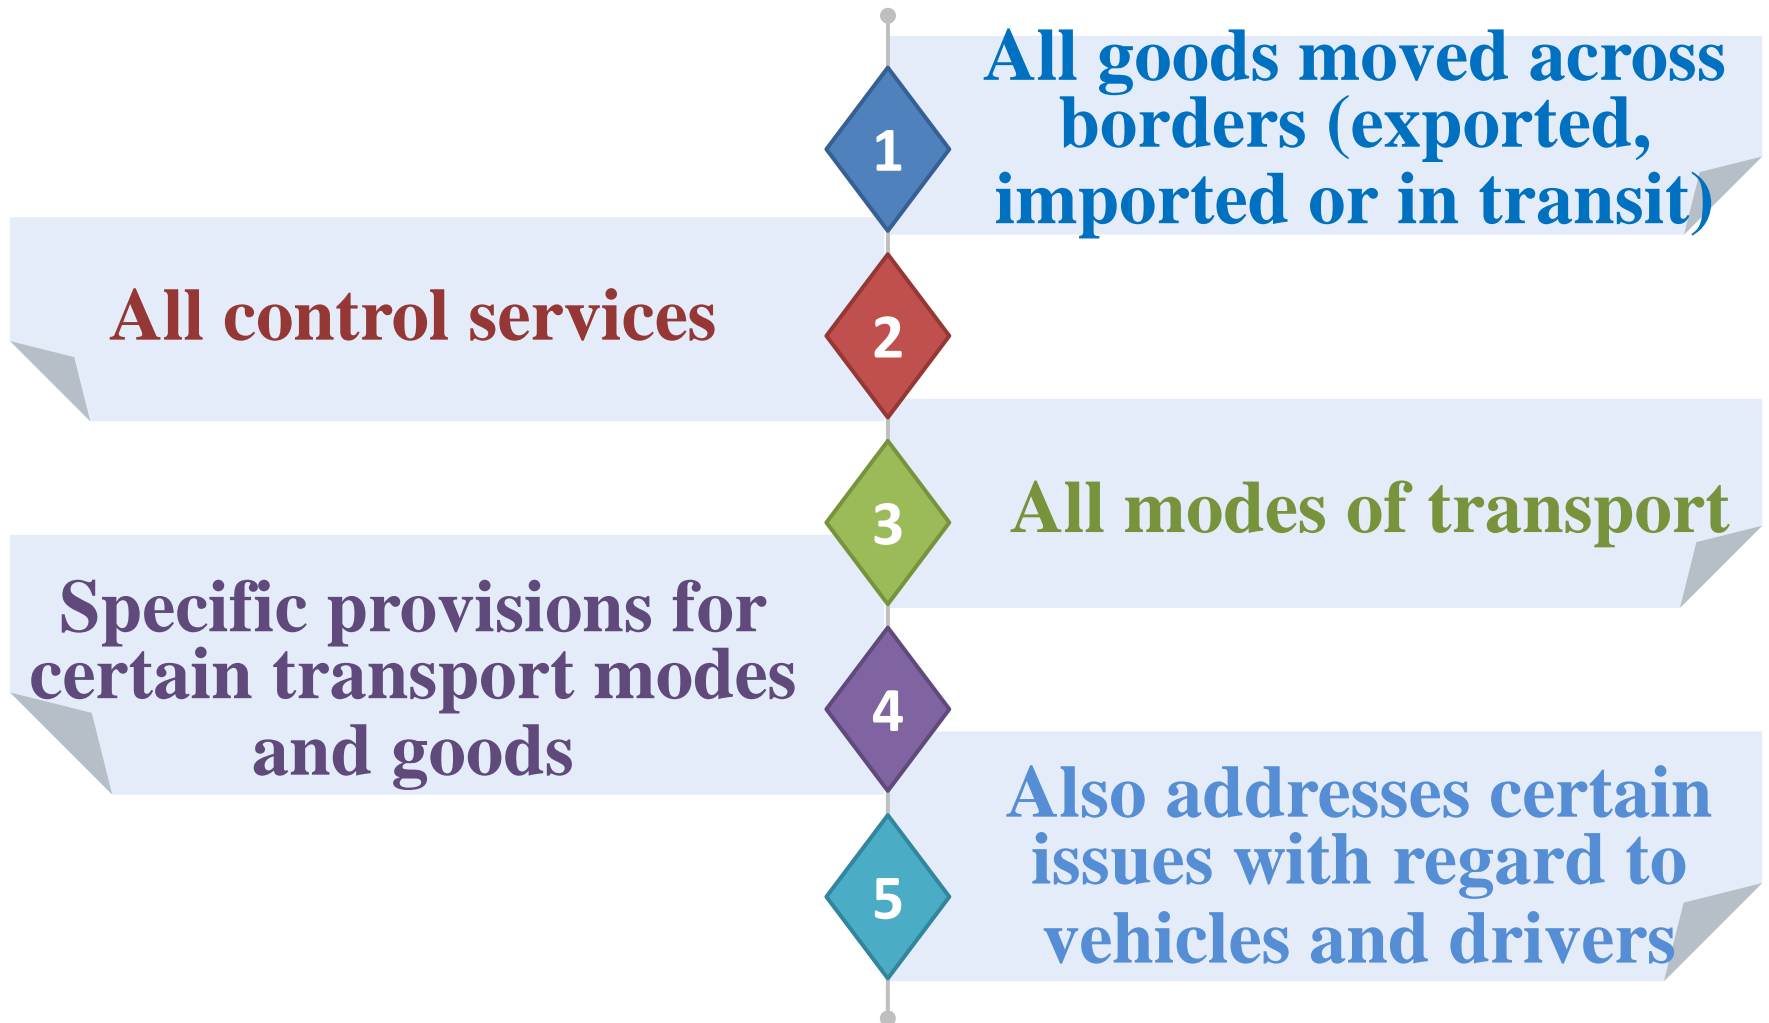 1
All goods moved across
borders (exported,
imported or in transit)
2
All control services
3
All modes of transport
4
Specific provisions for
certain transport modes
and goods
5
Also addresses certain
issues with regard to
vehicles and drivers